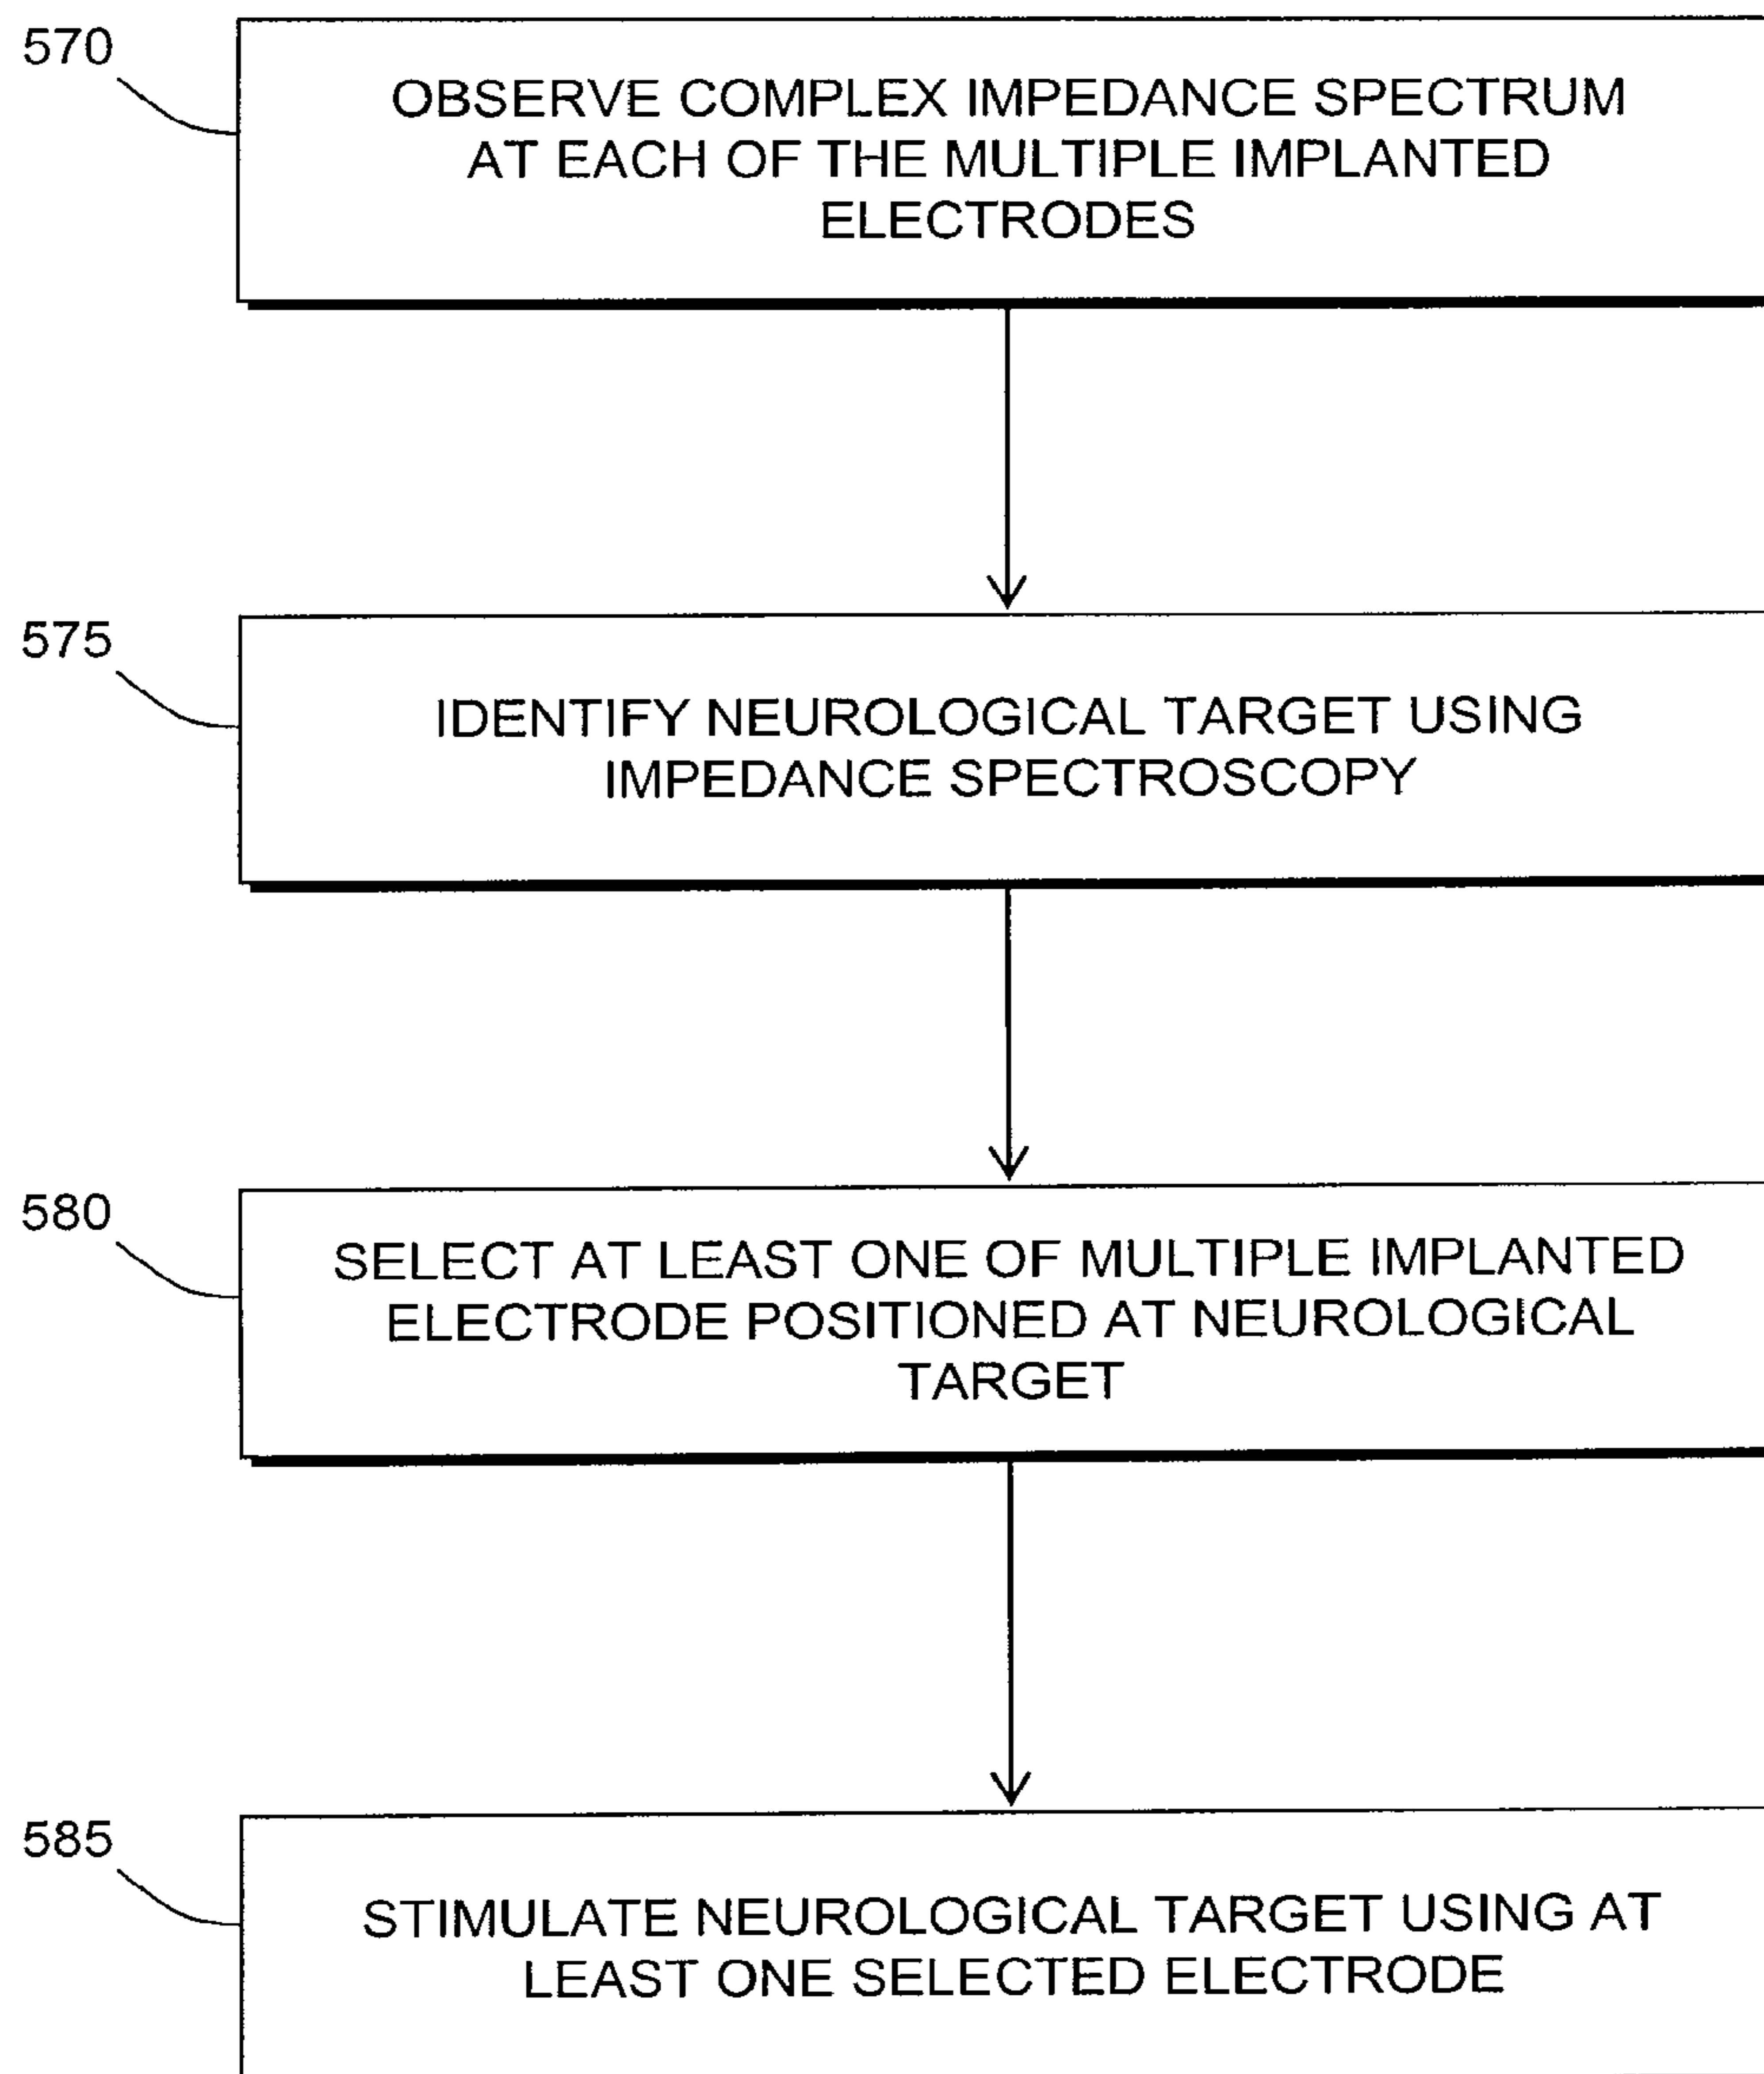 570
OBSERVE COMPLEX IMPEDANCE SPECTRUM
AT EACH OF THE MULTIPLE IMPLANTED
ELECTRODES
575
IDENTIFY NEUROLOGICAL TARGET USING
IMPEDANCE SPECTROSCOPY
580
SELECT AT LEAST ONE OF MULTIPLE IMPLANTED
ELECTRODE POSITIONED AT NEUROLOGICAL
TARGET
585
STIMULATE NEUROLOGICAL TARGET USING AT
LEAST ONE SELECTED ELECTRODE